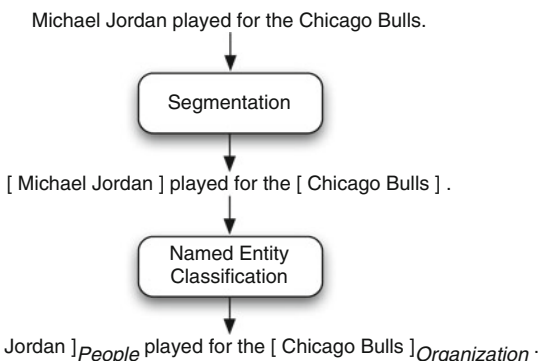 Michael Jordan played for the Chicago Bulls.
Segmentation
[ Michael Jordan ] played for the [ Chicago Bulls ] .
Named Entity
Classification
Jordan ]People played for the [ Chicago Bulls ]Organization .